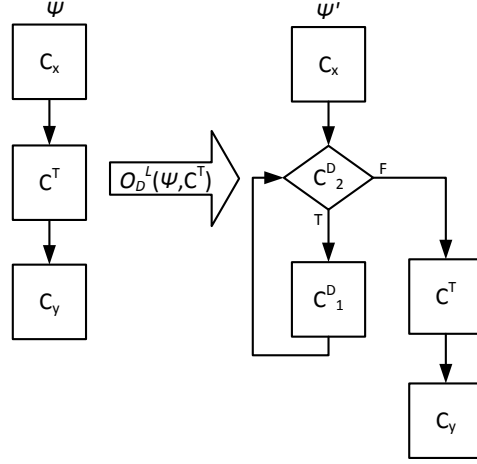 Ψ
C_x
C^T
C_y
O_D^L(Ψ,C^T)
Ψ'
C_x
C^D_2
F
T
C^D_1
C^T
C_y